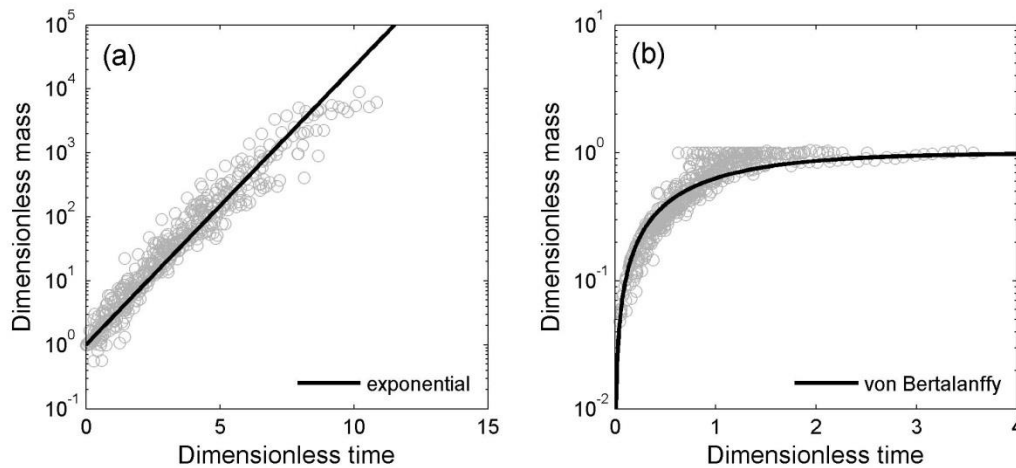 (a)
Dimensionless mass
10^5
10^4
10^3
10^2
10^1
10^0
10^-1
exponential
0 5 10 15
Dimensionless time
(b)
Dimensionless mass
10^1
10^0
10^-1
10^-2
von Bertalanffy
0 1 2 3 4
Dimensionless time